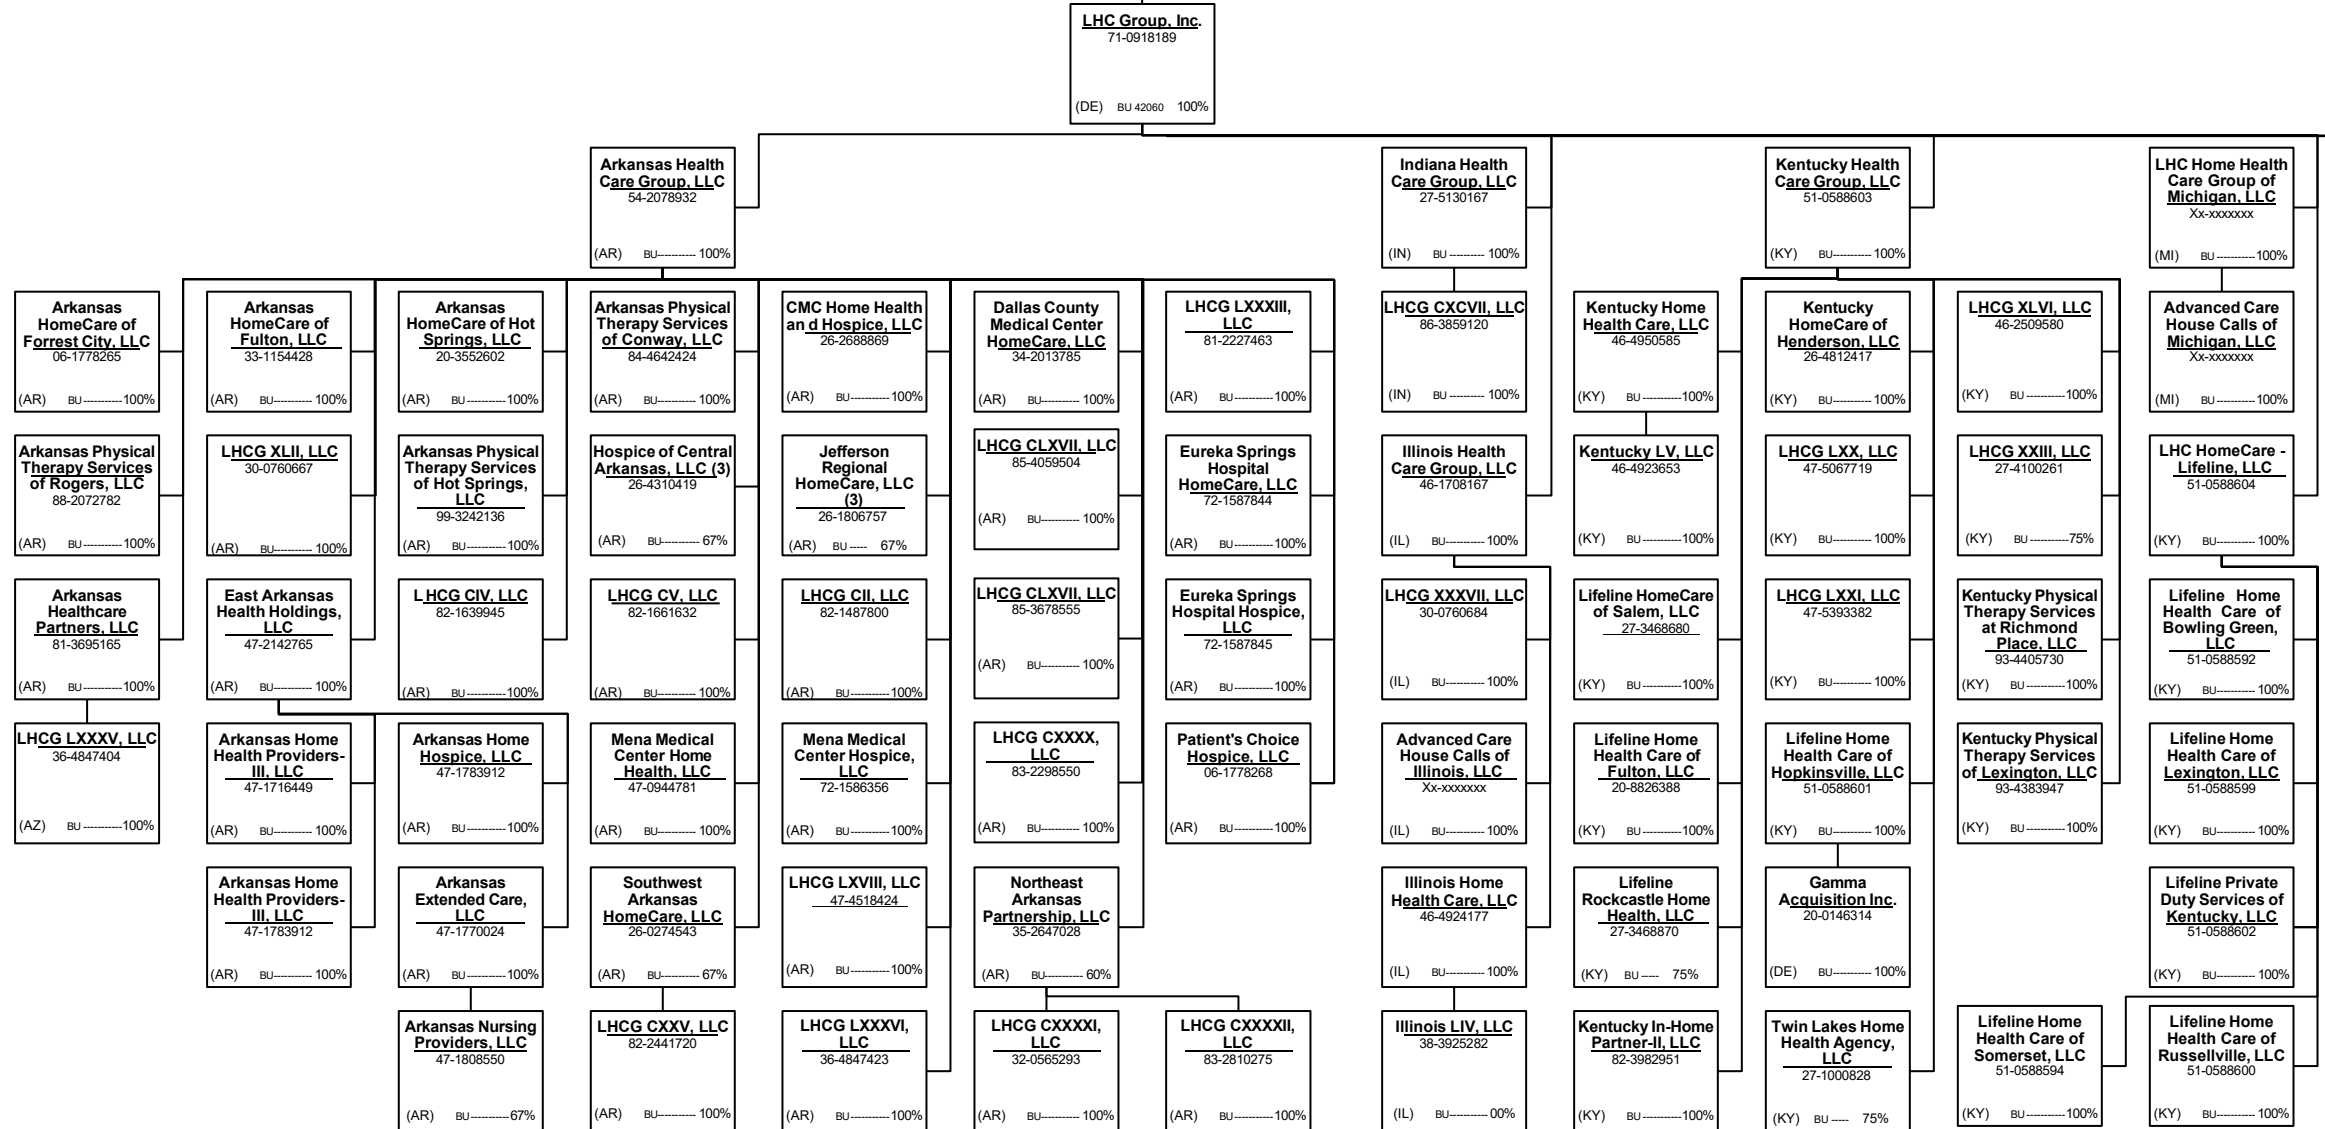 LHC Group, Inc.
71-0918189
(DE) BU 42060 100%
Arkansas Health
Care Group, LLC
54-2078932
(AR) BU----------- 100%
Indiana Health
Care Group, LLC
27-5130167
(IN) BU ----------- 100%
Kentucky Health
Care Group, LLC
51-0588603
(KY) BU----------- 100%
LHC Home Health
Care Group of
Michigan, LLC
Xx-xxxxxxx
(MI) BU -----------100%
Arkansas
HomeCare of
Forrest City, LLC
06-1778265
(AR) BU -----------100%
Arkansas
HomeCare of
Fulton, LLC
33-1154428
(AR) BU----------- 100%
Arkansas
HomeCare of Hot
Springs, LLC
20-3552602
(AR) BU -----------100%
Arkansas Physical
Therapy Services
of Conway, LLC
84-4642424
(AR) BU----------- 100%
CMC Home Health
an d Hospice, LLC
26-2688869
(AR) BU-----------100%
Dallas County
Medical Center
HomeCare, LLC
34-2013785
(AR) BU----------- 100%
LHCG LXXXIII,
LLC
81-2227463
(AR) BU -----------100%
LHCG CXCVII, LLC
86-3859120
(IN) BU ----------- 100%
Kentucky Home
Health Care, LLC
46-4950585
(KY) BU -----------100%
Kentucky
HomeCare of
Henderson, LLC
26-4812417
(KY) BU----------- 100%
LHCG XLVI, LLC
46-2509580
(KY) BU -----------100%
Advanced Care
House Calls of
Michigan, LLC
Xx-xxxxxxx
(MI) BU -----------100%
Arkansas Physical
Therapy Services
of Rogers, LLC
88-2072782
(AR) BU -----------100%
LHCG XLII, LLC
30-0760667
(AR) BU----------- 100%
Arkansas Physical
Therapy Services
of Hot Springs,
LLC
99-3242136
(AR) BU -----------100%
Hospice of Central
Arkansas, LLC (3)
26-4310419
(AR) BU----------- 67%
Jefferson
Regional
HomeCare, LLC
(3)
26-1806757
(AR) BU ----- 67%
LHCG CLXVII, LLC
85-4059504
(AR) BU----------- 100%
Eureka Springs
Hospital
HomeCare, LLC
72-1587844
(AR) BU -----------100%
Illinois Health
Care Group, LLC
46-1708167
(IL) BU----------- 100%
Kentucky LV, LLC
46-4923653
(KY) BU -----------100%
LHCG LXX, LLC
47-5067719
(KY) BU----------- 100%
LHCG XXIII, LLC
27-4100261
(KY) BU -----------75%
LHC HomeCare -
Lifeline, LLC
51-0588604
(KY) BU----------- 100%
Arkansas
Healthcare
Partners, LLC
81-3695165
(AR) BU -----------100%
East Arkansas
Health Holdings,
LLC
47-2142765
(AR) BU----------- 100%
L HCG CIV, LLC
82-1639945
(AR) BU -----------100%
LHCG CV, LLC
82-1661632
(AR) BU----------- 100%
LHCG CII, LLC
82-1487800
(AR) BU -----------100%
LHCG CLXVII, LLC
85-3678555
(AR) BU----------- 100%
Eureka Springs
Hospital Hospice,
LLC
72-1587845
(AR) BU -----------100%
LHCG XXXVII, LLC
30-0760684
(IL) BU----------- 100%
Lifeline HomeCare
of Salem, LLC
27-3468680
(KY) BU -----------100%
LHCG LXXI, LLC
47-5393382
(KY) BU----------- 100%
Kentucky Physical
Therapy Services
at Richmond
Place, LLC
93-4405730
(KY) BU -----------100%
Lifeline Home
Health Care of
Bowling Green,
LLC
51-0588592
(KY) BU----------- 100%
LHCG LXXXV, LLC
36-4847404
(AZ) BU -----------100%
Arkansas Home
Health Providers-
III, LLC
47-1716449
(AR) BU----------- 100%
Arkansas Home
Hospice, LLC
47-1783912
(AR) BU -----------100%
Mena Medical
Center Home
Health, LLC
47-0944781
(AR) BU----------- 100%
Mena Medical
Center Hospice,
LLC
72-1586356
(AR) BU -----------100%
LHCG CXXXX,
LLC
83-2298550
(AR) BU----------- 100%
Patient's Choice
Hospice, LLC
06-1778268
(AR) BU -----------100%
Advanced Care
House Calls of
Illinois, LLC
Xx-xxxxxxx
(IL) BU----------- 100%
Lifeline Home
Health Care of
Fulton, LLC
20-8826388
(KY) BU -----------100%
Lifeline Home
Health Care of
Hopkinsville, LLC
51-0588601
(KY) BU----------- 100%
Kentucky Physical
Therapy Services
of Lexington, LLC
93-4383947
(KY) BU -----------100%
Lifeline Home
Health Care of
Lexington, LLC
51-0588599
(KY) BU----------- 100%
Arkansas Home
Health Providers-
III, LLC
47-1783912
(AR) BU----------- 100%
Arkansas
Extended Care,
LLC
47-1770024
(AR) BU -----------100%
Southwest
Arkansas
HomeCare, LLC
26-0274543
(AR) BU----------- 67%
LHCG LXVIII, LLC
47-4518424
(AR) BU -----------100%
Northeast
Arkansas
Partnership, LLC
35-2647028
(AR) BU----------- 60%
Illinois Home
Health Care, LLC
46-4924177
(IL) BU----------- 100%
Lifeline
Rockcastle Home
Health, LLC
27-3468870
(KY) BU ----- 75%
Gamma
Acquisition Inc.
20-0146314
(DE) BU----------- 100%
Lifeline Private
Duty Services of
Kentucky, LLC
51-0588602
(KY) BU----------- 100%
Arkansas Nursing
Providers, LLC
47-1808550
(AR) BU -----------67%
LHCG CXXV, LLC
82-2441720
(AR) BU----------- 100%
LHCG LXXXVI,
LLC
36-4847423
(AR) BU -----------100%
LHCG CXXXXI,
LLC
32-0565293
(AR) BU----------- 100%
LHCG CXXXXII,
LLC
83-2810275
(AR) BU -----------100%
Illinois LIV, LLC
38-3925282
(IL) BU----------- 00%
Kentucky In-Home
Partner-II, LLC
82-3982951
(KY) BU -----------100%
Twin Lakes Home
Health Agency,
LLC
27-1000828
(KY) BU ----- 75%
Lifeline Home
Health Care of
Somerset, LLC
51-0588594
(KY) BU -----------100%
Lifeline Home
Health Care of
Russellville, LLC
51-0588600
(KY) BU -----------100%